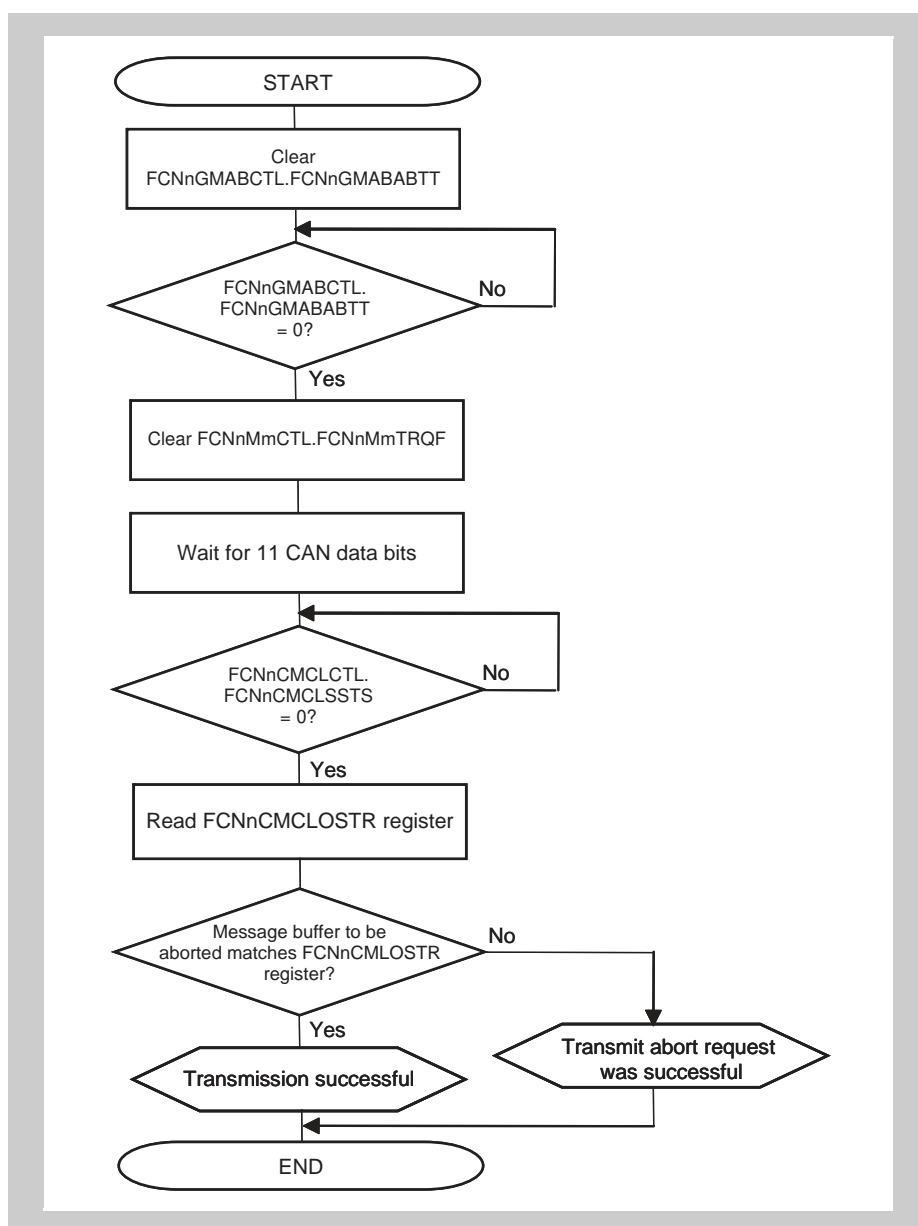 START
Clear
FCNnGMABCTL.FCNnGMABABTT
FCNnGMABCTL.
FCNnGMABABTT
= 0?
No
Yes
Clear FCNnMmCTL.FCNnMmTRQF
Wait for 11 CAN data bits
FCNnCMCLCTL.
FCNnCMCLSSTS
= 0?
No
Yes
Read FCNnCMCLOSTR register
Message buffer to be
aborted matches FCNnCMLOSTR
register?
No
Yes
Transmission successful
Transmit abort request
was successful
END